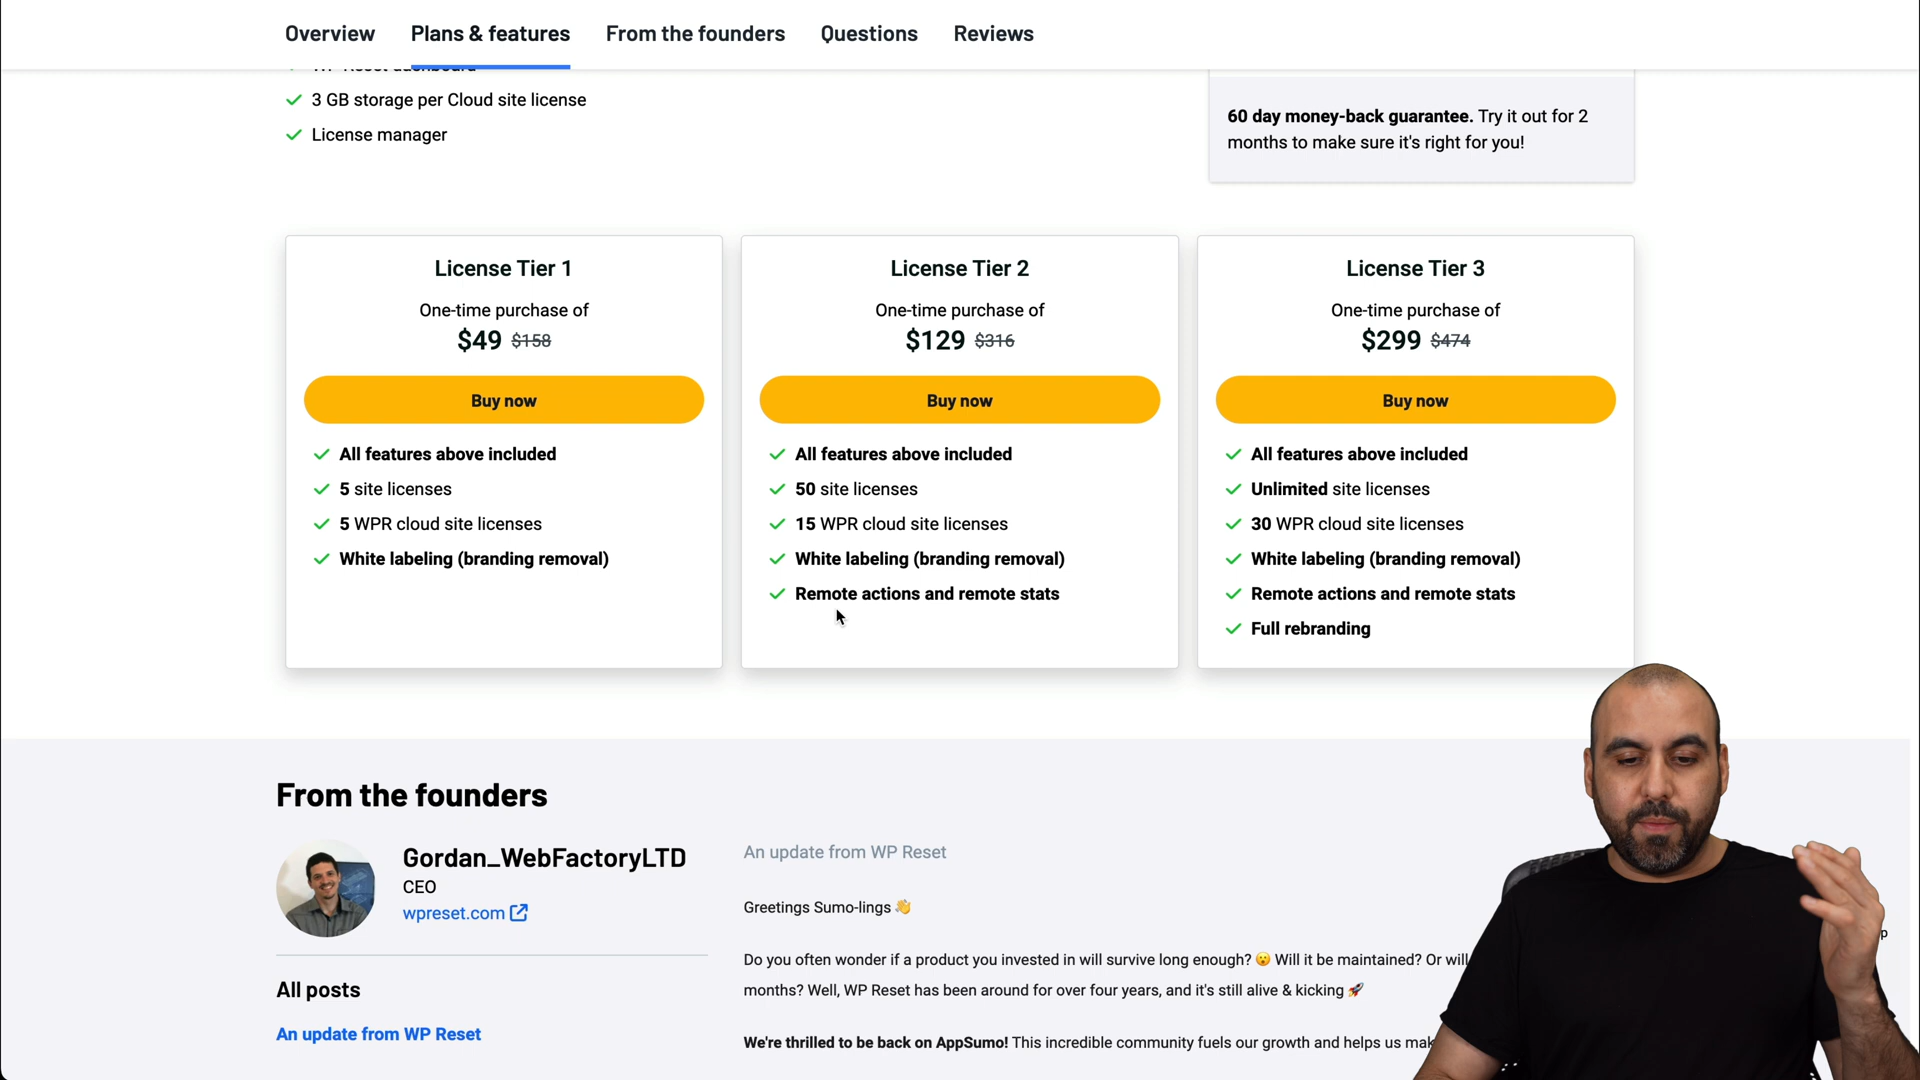 Overview Plans & features From the founders Questions Reviews
3 GB storage per Cloud site license
License manager
60 day money-back guarantee. Try it out for 2
months to make sure it's right for you!
License Tier 1
One-time purchase of
$49 $158
Buy now
All features above included
5 site licenses
5 WPR cloud site licenses
White labeling (branding removal)
License Tier 2
One-time purchase of
$129 $316
Buy now
All features above included
50 site licenses
15 WPR cloud site licenses
White labeling (branding removal)
Remote actions and remote stats
License Tier 3
One-time purchase of
$299 $474
Buy now
All features above included
Unlimited site licenses
30 WPR cloud site licenses
White labeling (branding removal)
Remote actions and remote stats
Full rebranding
From the founders
Gordan_WebFactoryLTD
CEO
wpreset.com
All posts
An update from WP Reset
An update from WP Reset
Greetings Sumo-lings 👋
Do you often wonder if a product you invested in will survive long enough? 😮 Will it be maintained? Or will
months? Well, WP Reset has been around for over four years, and it's still alive & kicking 🚀
We're thrilled to be back on AppSumo! This incredible community fuels our growth and helps us